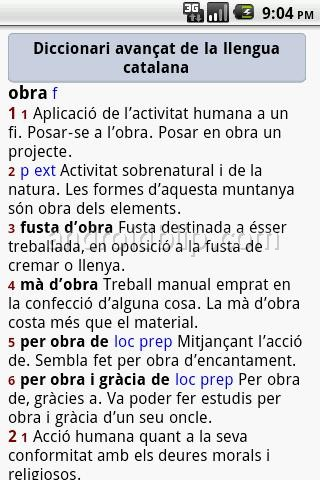 3G 9:04 PM
Diccionari avançat de la llengua
catalana
obra f
1 1 Aplicació de l’activitat humana a un
fi. Posar-se a l’obra. Posar en obra un
projecte.
2 p ext Activitat sobrenatural i de la
natura. Les formes d’aquesta muntanya
són obra dels elements.
3 fusta d’obra Fusta destinada a ésser
treballada, en oposició a la fusta de
cremar o llenya.
4 mà d’obra Treball manual emprat en
la confecció d’alguna cosa. La mà d’obra
costa més que el material.
5 per obra de loc prep Mitjançant l’acció
de. Sembla fet per obra d’encantament.
6 per obra i gràcia de loc prep Per obra
de, gràcies a. Va poder fer estudis per
obra i gràcia d’un seu oncle.
2 1 Acció humana quant a la seva
conformitat amb els deures morals i
religiosos.